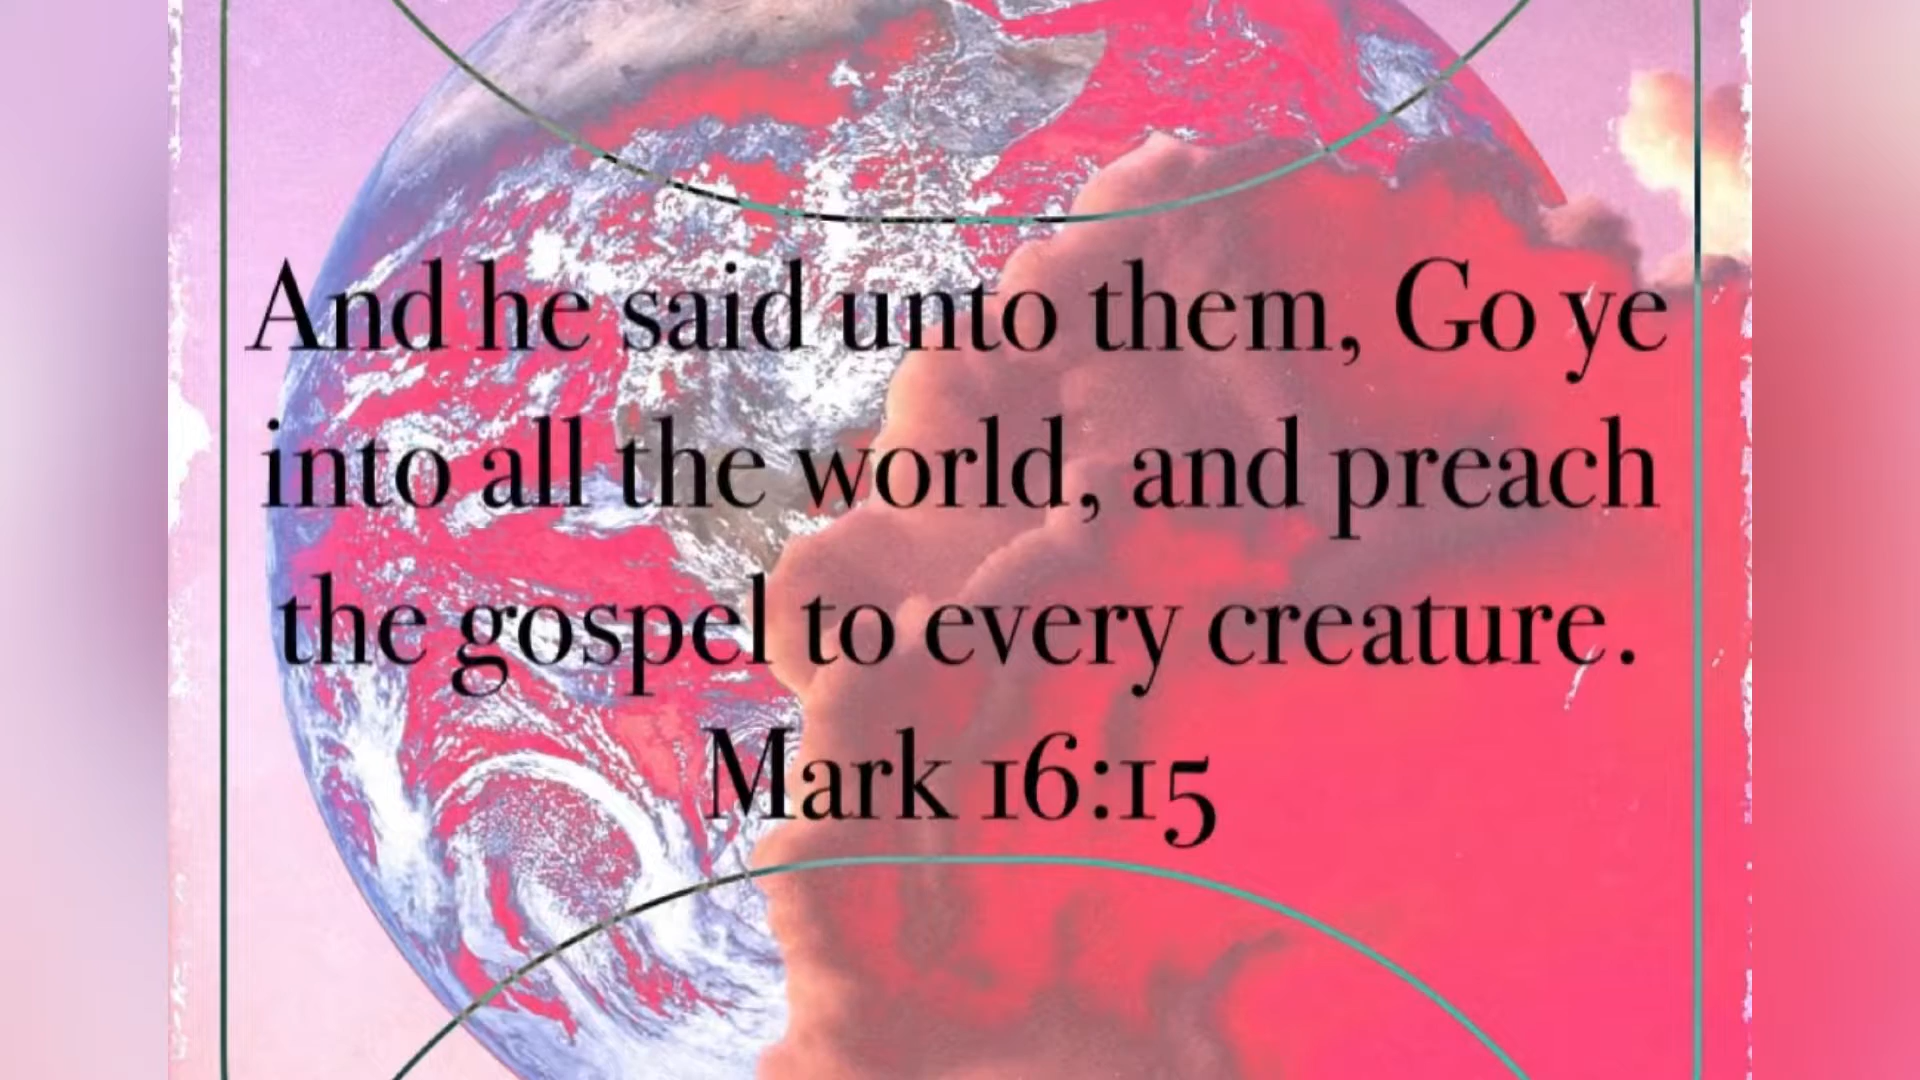 And he said unto them, Go ye
into all the world, and preach
the gospel to every creature.
Mark 16:15